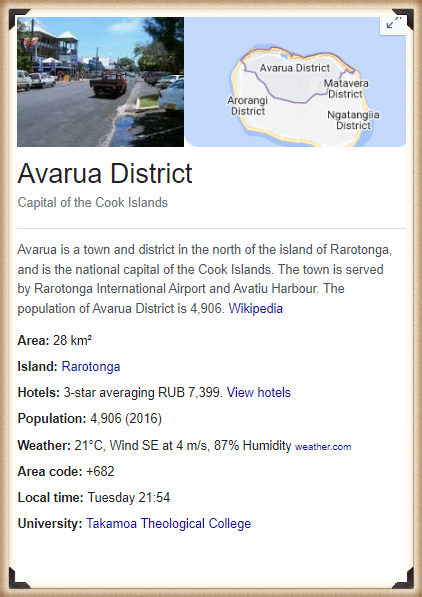 Avarua District
Matavera
District
Arorangi
District
Ngatangiia
District
Avarua District
Capital of the Cook Islands
Avarua is a town and district in the north of the island of Rarotonga,
and is the national capital of the Cook Islands. The town is served
by Rarotonga International Airport and Avatiu Harbour. The
population of Avarua District is 4,906. Wikipedia
Area: 28 km²
Island: Rarotonga
Hotels: 3-star averaging RUB 7,399. View hotels
Population: 4,906 (2016)
Weather: 21°C, Wind SE at 4 m/s, 87% Humidity weather.com
Area code: +682
Local time: Tuesday 21:54
University: Takamoa Theological College